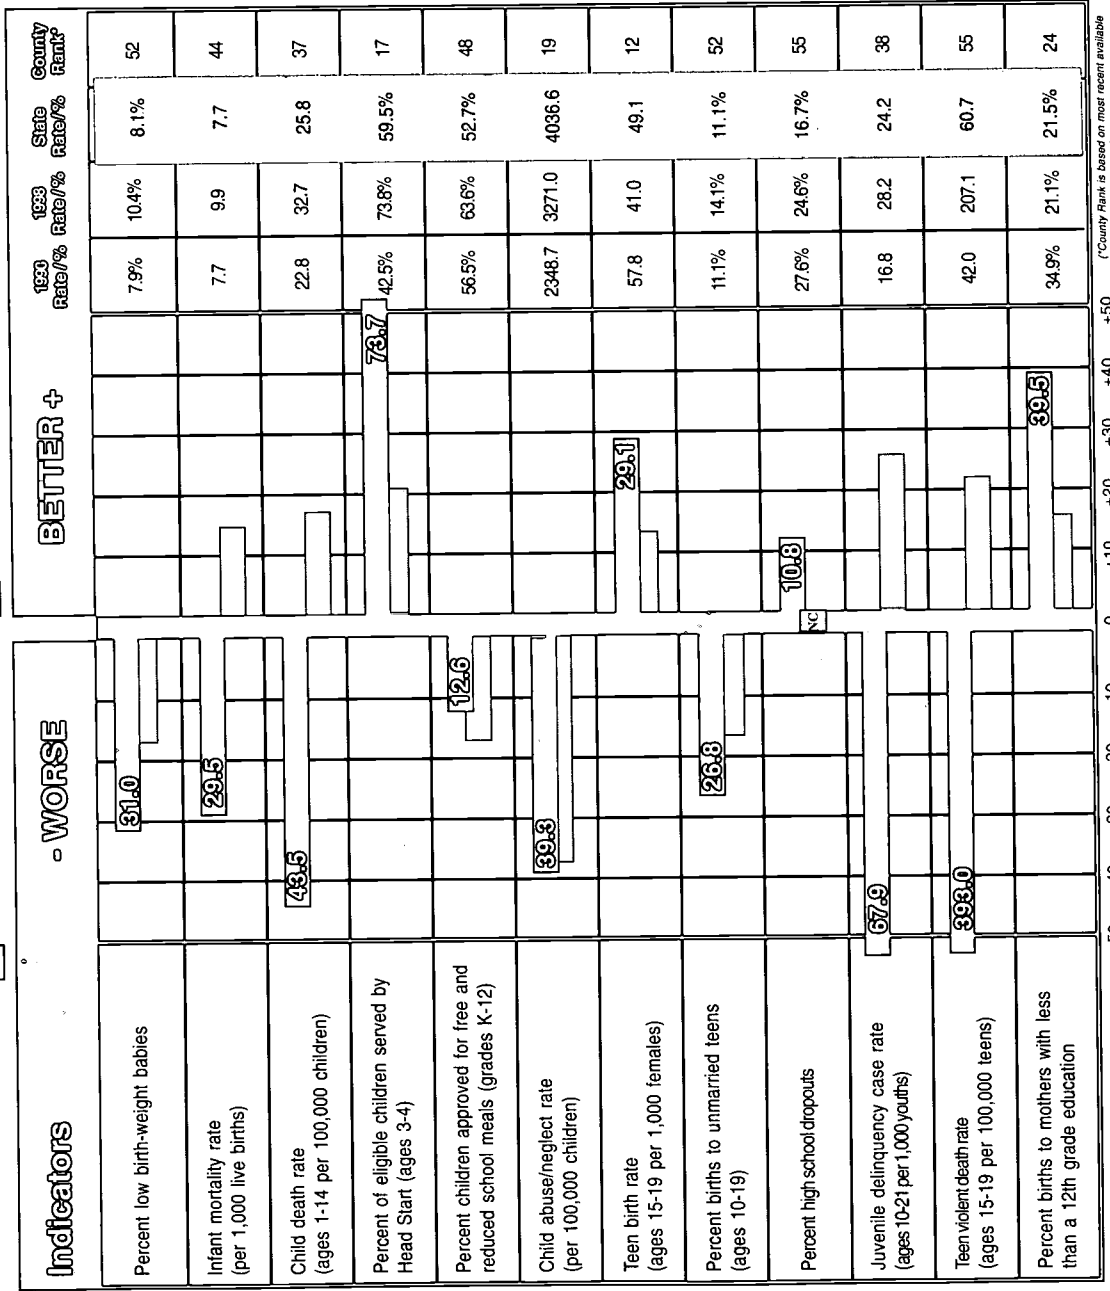 Indicators
- WORSE
BETTER +
1990 Rate/%
1998 Rate/%
State Rate/%
County Rank*
Percent low birth-weight babies
31.0
7.9%
10.4%
8.1%
52
Infant mortality rate
(per 1,000 live births)
29.5
7.7
9.9
7.7
44
Child death rate
(ages 1-14 per 100,000 children)
43.5
22.8
32.7
25.8
37
Percent of eligible children served by
Head Start (ages 3-4)
73.7
42.5%
73.8%
59.5%
17
Percent children approved for free and
reduced school meals (grades K-12)
12.6
56.5%
63.6%
52.7%
48
Child abuse/neglect rate
(per 100,000 children)
39.3
2348.7
3271.0
4036.6
19
Teen birth rate
(ages 15-19 per 1,000 females)
29.1
57.8
41.0
49.1
12
Percent births to unmarried teens
(ages 10-19)
26.8
11.1%
14.1%
11.1%
52
Percent high school dropouts
NC
10.8
27.6%
24.6%
16.7%
55
Juvenile delinquency case rate
(ages 10-21 per 1,000 youths)
67.9
16.8
28.2
24.2
38
Teen violent death rate
(ages 15-19 per 100,000 teens)
393.0
42.0
207.1
60.7
55
Percent births to mothers with less
than a 12th grade education
39.5
34.9%
21.1%
21.5%
24
(*County Rank is based on most recent available